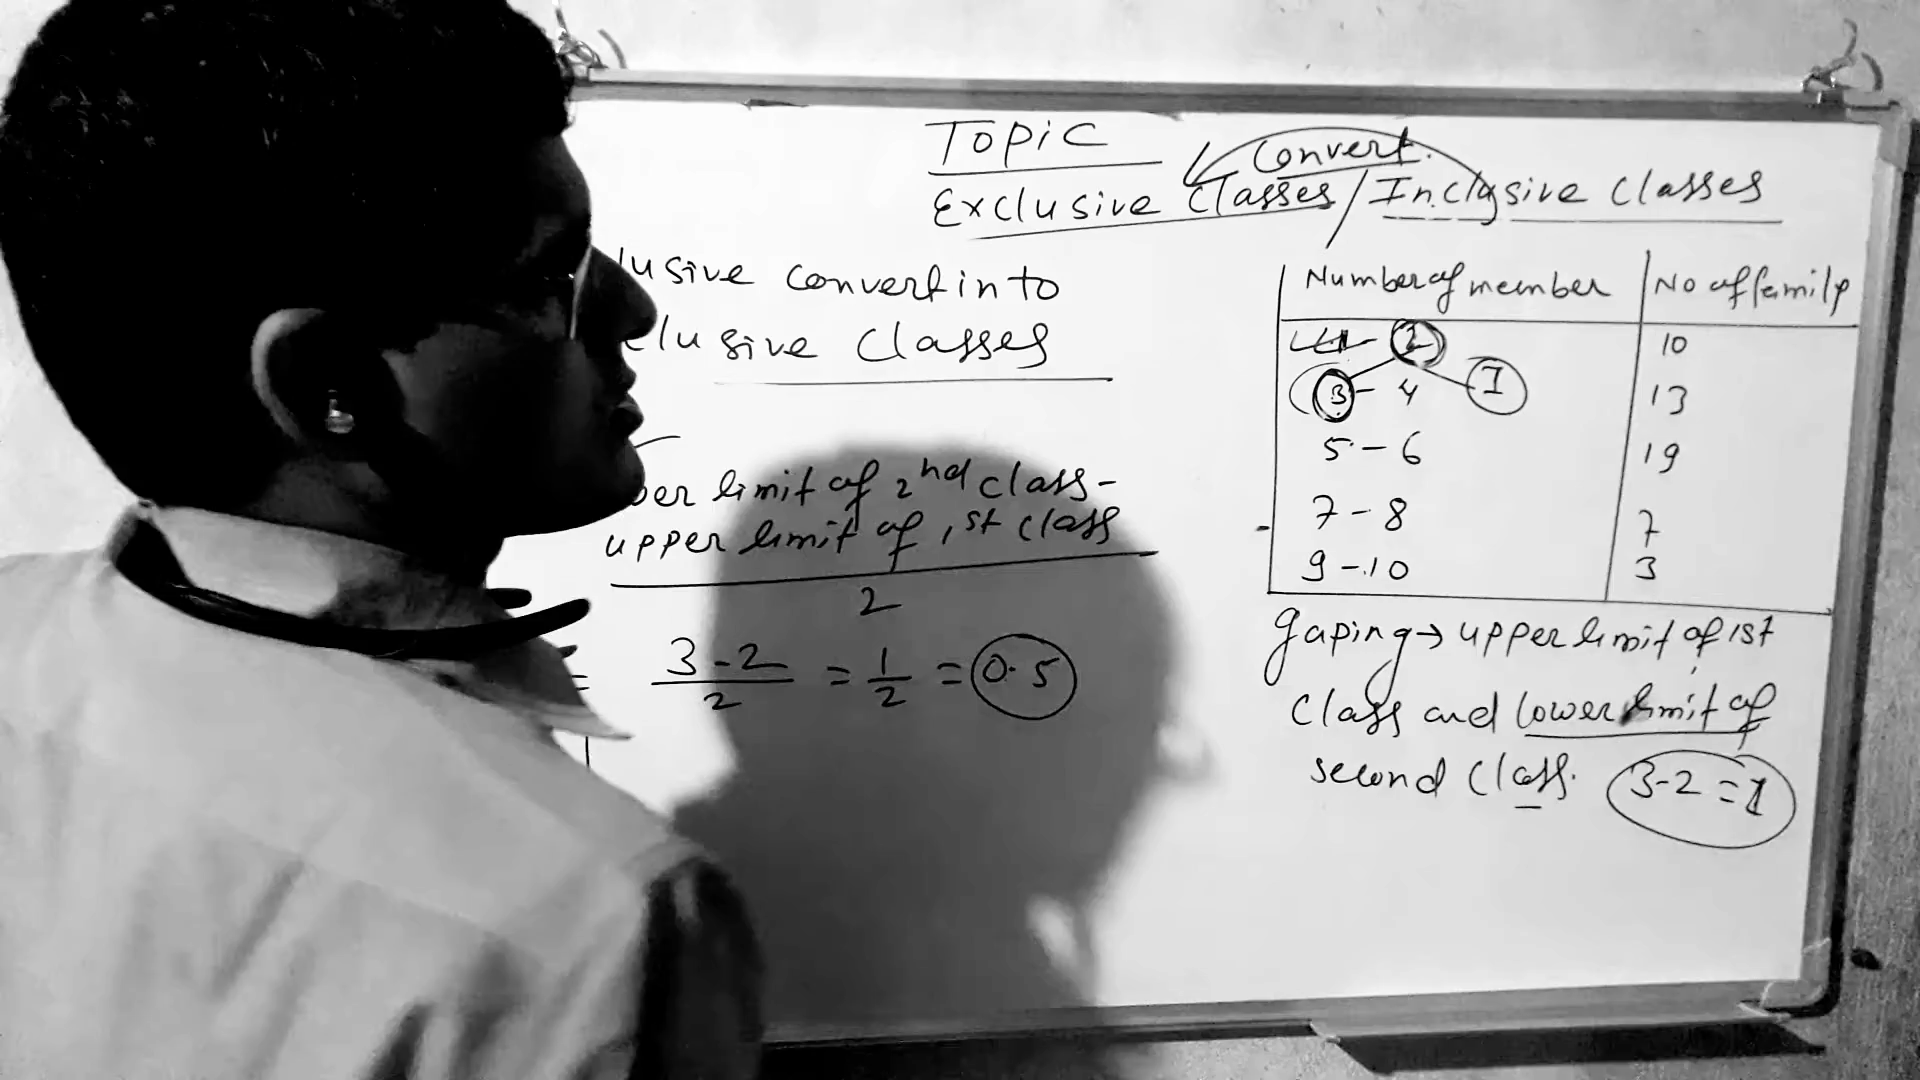 Topic
Convert.
Exclusive Classes / Inclusive Classes
lusive convert into
clusive Classes
er limit of 2nd class -
upper limit of 1st class
2
= 3-2 / 2 = 1/2 = 0.5
Number of member No of family
2 10
3 - 4 1 13
5 - 6 19
7 - 8 7
9 - 10 3
gaping → upper limit of 1st
class and lower limit of
second class. 3-2 = 1